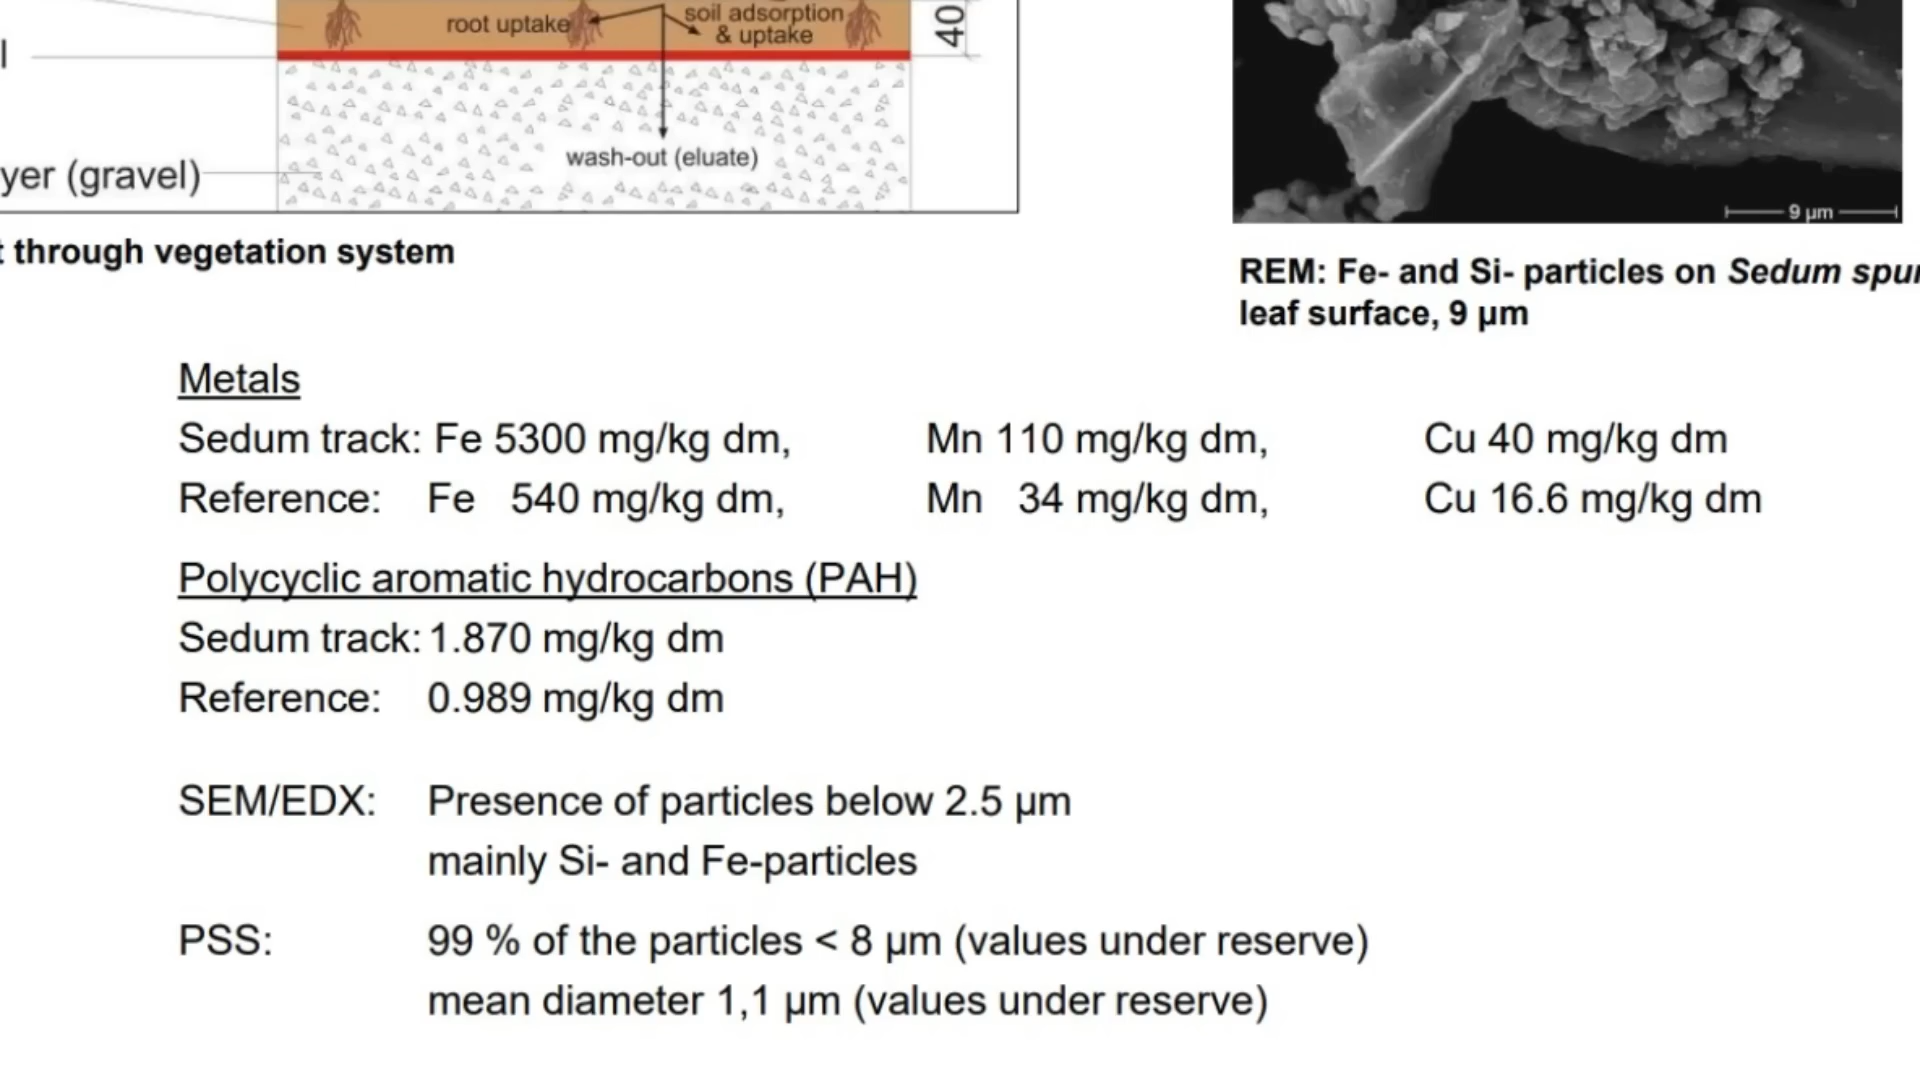 root uptake
soil adsorption
& uptake
40
wash-out (eluate)
(gravel)
through vegetation system
9 µm
REM: Fe- and Si- particles on Sedum
leaf surface, 9 µm
Metals
Sedum track: Fe 5300 mg/kg dm, Mn 110 mg/kg dm, Cu 40 mg/kg dm
Reference: Fe 540 mg/kg dm, Mn 34 mg/kg dm, Cu 16.6 mg/kg dm
Polycyclic aromatic hydrocarbons (PAH)
Sedum track: 1.870 mg/kg dm
Reference: 0.989 mg/kg dm
SEM/EDX: Presence of particles below 2.5 µm
mainly Si- and Fe-particles
PSS: 99 % of the particles < 8 µm (values under reserve)
mean diameter 1,1 µm (values under reserve)